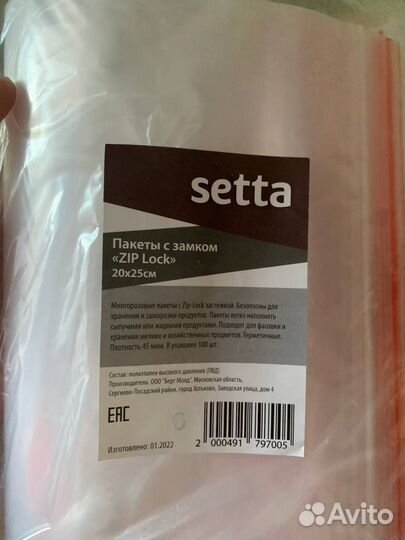 setta
Пакеты с замком
«ZIP Lock»
20х25см
Многоразовые пакеты с Zip-Lock застежкой. Безопасны для
хранения и заморозки продуктов. Пакеты легко наполнять
сыпучими или жидкими продуктами. Подходят для фасовки и
хранения мелких и хозяйственных предметов. Герметичные.
Плотность 45 мкм. В упаковке 100 шт.
Состав: полиэтилен высокого давления (ПВД)
Производитель: ООО "Берг Мойд", Московская область,
Сергиево-Посадский район, город Хотьково, Заводская улица, дом 4
ЕАС
6
Изготовлено: 01.2022
2 000491 797005
Avito